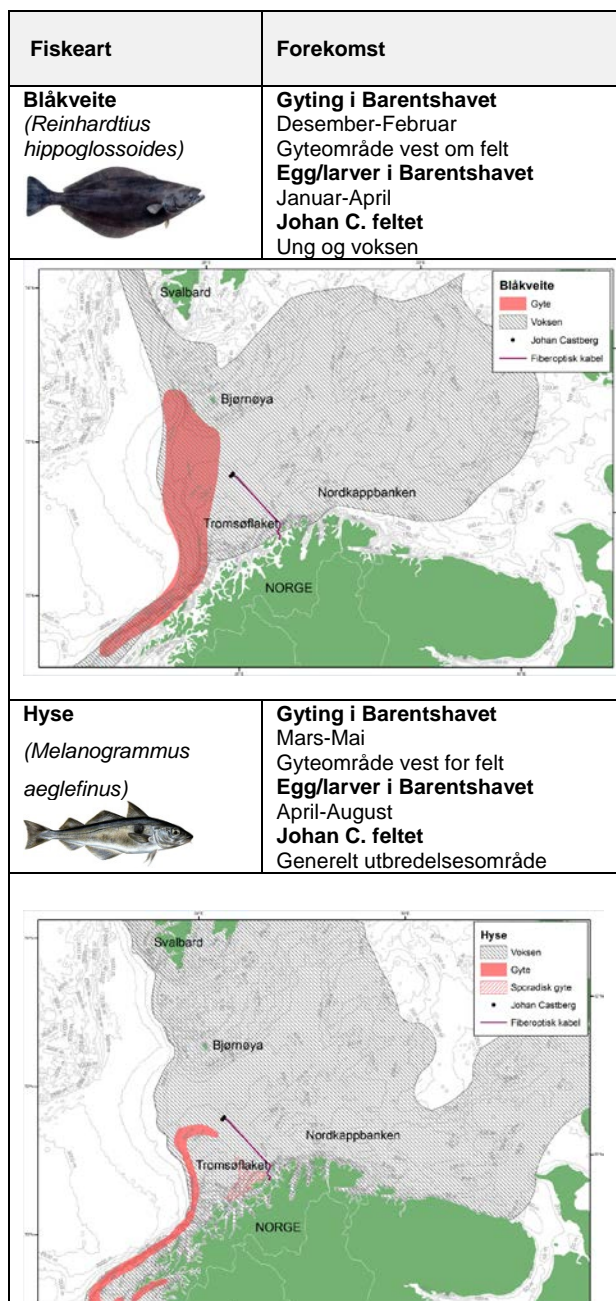 Fiskeart
Forekomst
Blåkveite
(Reinhardtius
hippoglossoides)
Gyting i Barentshavet
Desember-Februar
Gyteområde vest om felt
Egg/larver i Barentshavet
Januar-April
Johan C. feltet
Ung og voksen
Svalbard
Bjørnøya
Nordkappbanken
Tromsøflaket
NORGE
Blåkveite
Gyte
Voksen
Johan Castberg
Fiberoptisk kabel
Hyse
(Melanogrammus
aeglefinus)
Gyting i Barentshavet
Mars-Mai
Gyteområde vest for felt
Egg/larver i Barentshavet
April-August
Johan C. feltet
Generelt utbredelsesområde
Svalbard
Bjørnøya
Nordkappbanken
Tromsøflaket
NORGE
Hyse
Voksen
Gyte
Sporadisk gyte
Johan Castberg
Fiberoptisk kabel